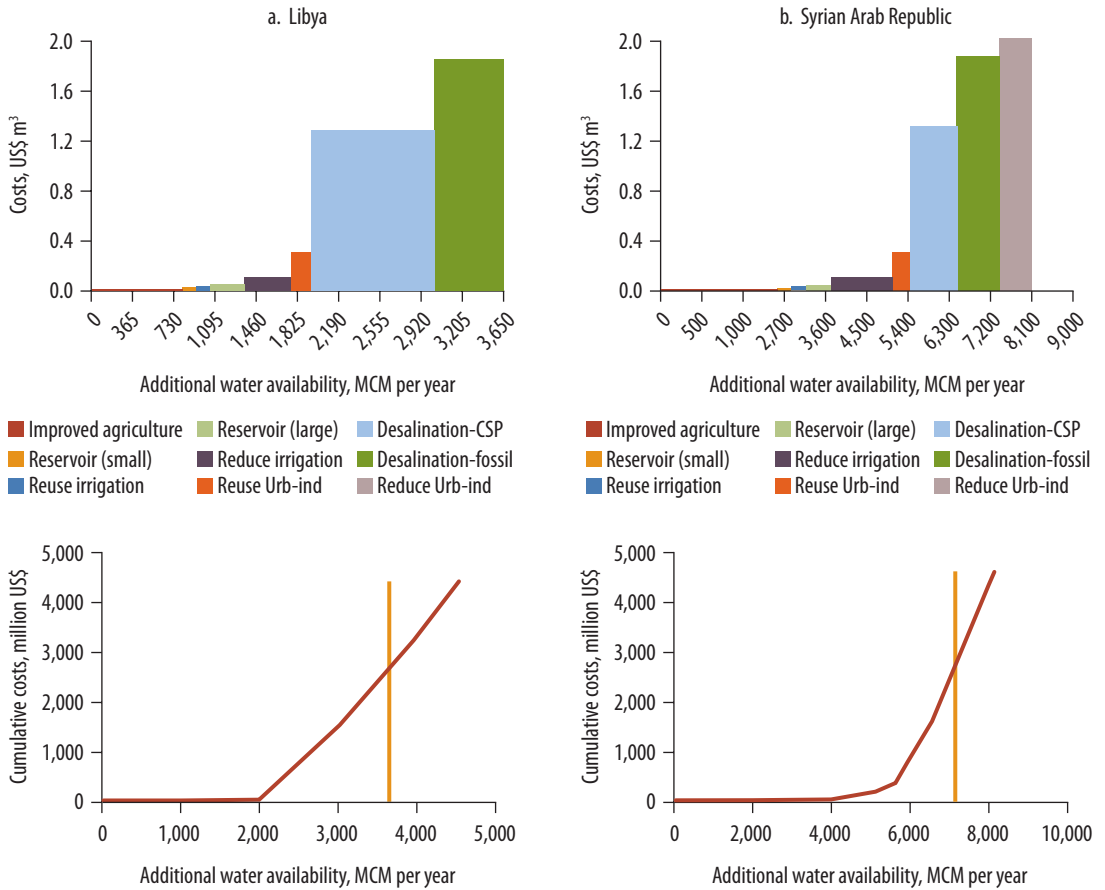 a. Libya
2.0
1.6
1.2
0.8
0.4
0.0
Costs, US$ m³
0 365 730 1,095 1,460 1,825 2,190 2,555 2,920 3,205 3,650
Additional water availability, MCM per year
Improved agriculture Reservoir (large) Desalination-CSP
Reservoir (small) Reduce irrigation Desalination-fossil
Reuse irrigation Reuse Urb-ind Reduce Urb-ind
b. Syrian Arab Republic
2.0
1.6
1.2
0.8
0.4
0.0
Costs, US$ m³
0 500 1,000 2,700 3,600 4,500 5,400 6,300 7,200 8,100 9,000
Additional water availability, MCM per year
Improved agriculture Reservoir (large) Desalination-CSP
Reservoir (small) Reduce irrigation Desalination-fossil
Reuse irrigation Reuse Urb-ind Reduce Urb-ind
5,000
4,000
3,000
2,000
1,000
0
Cumulative costs, million US$
0 1,000 2,000 3,000 4,000 5,000
Additional water availability, MCM per year
5,000
4,000
3,000
2,000
1,000
0
Cumulative costs, million US$
0 2,000 4,000 6,000 8,000 10,000
Additional water availability, MCM per year